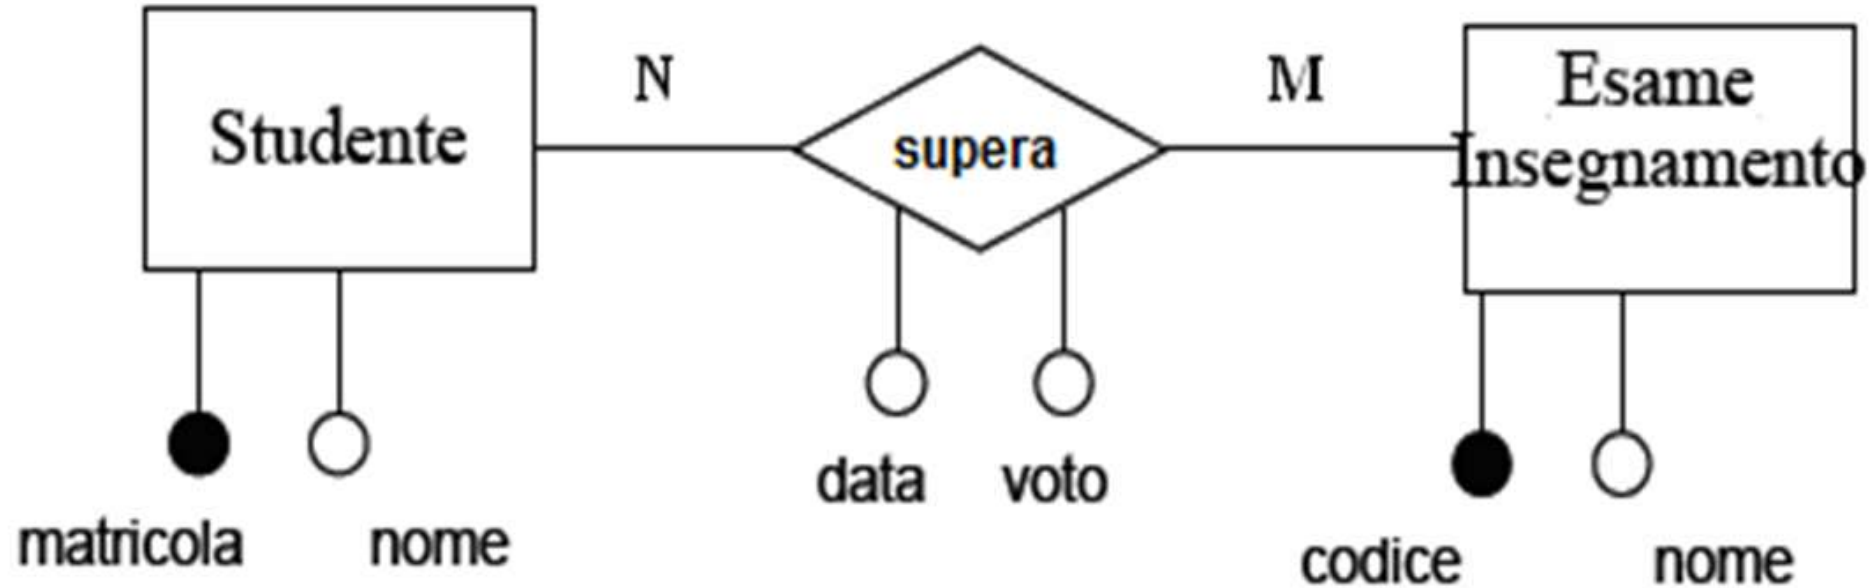 Studente
N
supera
M
Esame
Insegnamento
data
voto
matricola
nome
codice
nome